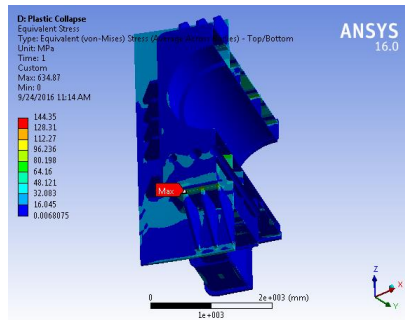 D: Plastic Collapse
Equivalent Stress
Type: Equivalent (von-Mises) Stress ( - Top/Bottom
Unit: MPa
Time: 1
Custom
Max: 634.87
Min: 0
9/24/2016 11:14 AM
ANSYS
16.0
144.35
128.31
112.27
96.236
80.198
64.16
48.121
32.083
16.045
0.0068075
Max
0
2e+003 (mm)
1e+003
Z
X
Y